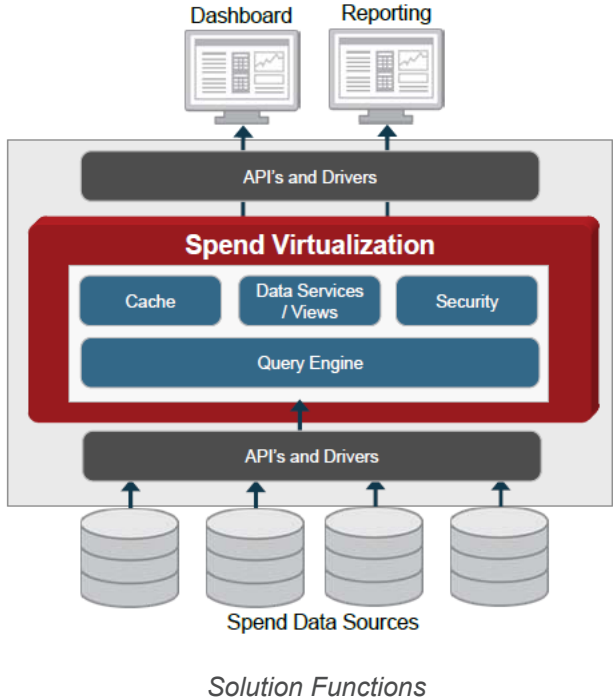 Dashboard
Reporting
API's and Drivers
Spend Virtualization
Cache
Data Services
/ Views
Security
Query Engine
API's and Drivers
Spend Data Sources
Solution Functions